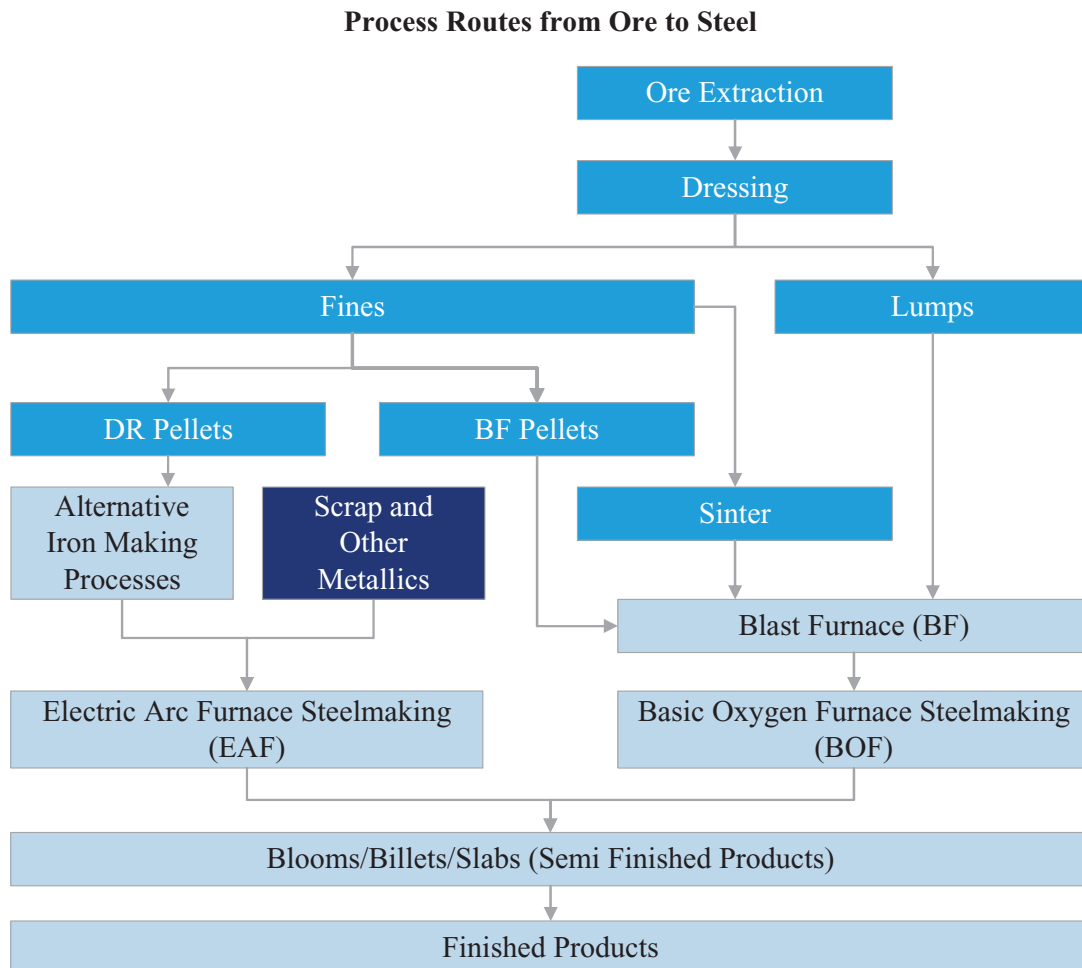 Process Routes from Ore to Steel
Ore Extraction
Dressing
Fines
Lumps
DR Pellets
BF Pellets
Alternative
Iron Making
Processes
Scrap and
Other
Metallics
Sinter
Blast Furnace (BF)
Electric Arc Furnace Steelmaking
(EAF)
Basic Oxygen Furnace Steelmaking
(BOF)
Blooms/Billets/Slabs (Semi Finished Products)
Finished Products